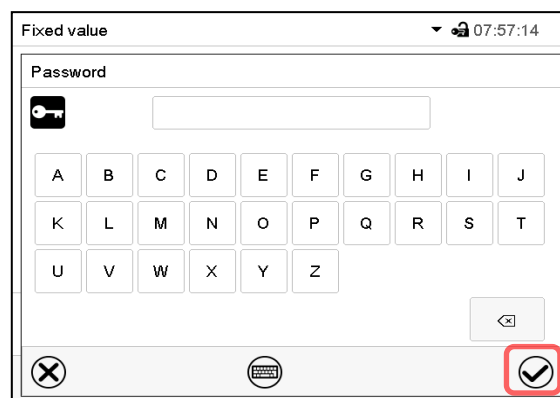 Fixed value 07:57:14
Password
A B C D E F G H I J
K L M N O P Q R S T
U V W X Y Z